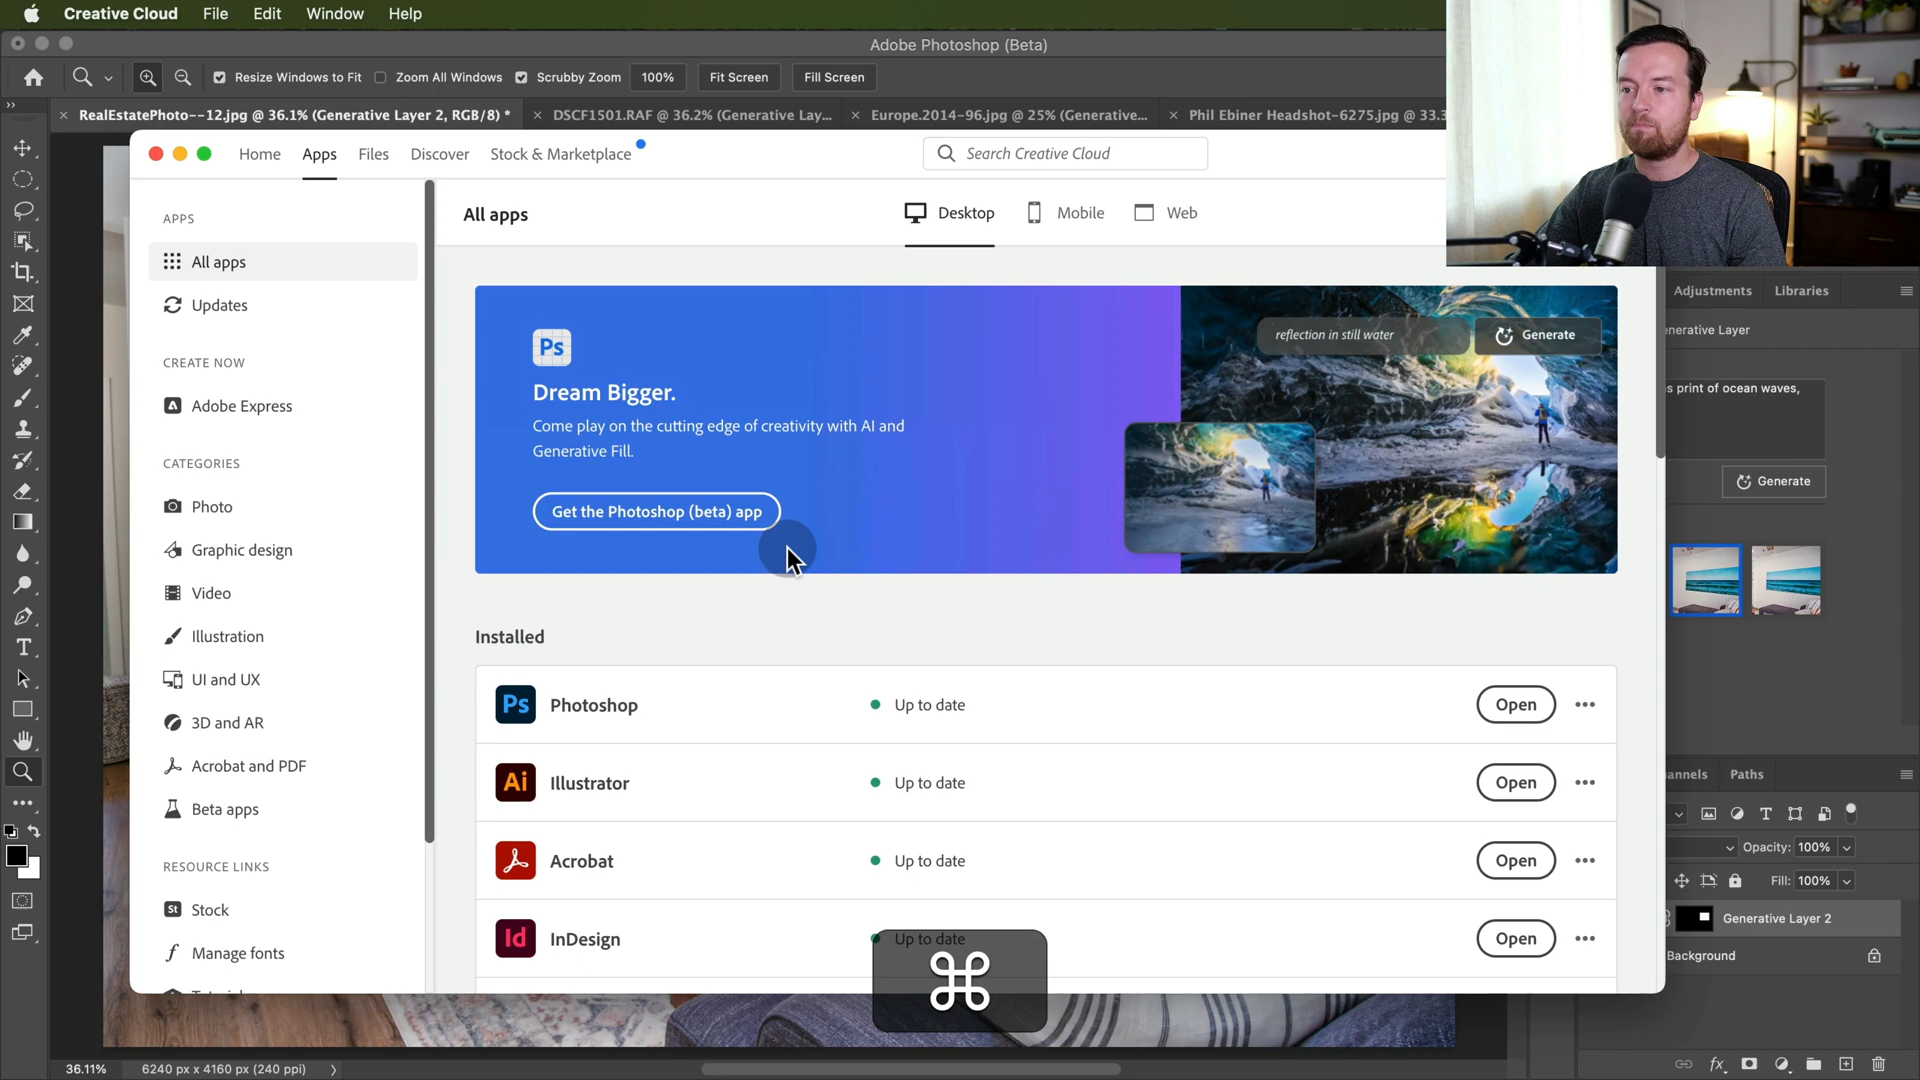 Creative Cloud File Edit Window Help
Adobe Photoshop (Beta)
Resize Windows to Fit Zoom All Windows Scrubby Zoom 100% Fit Screen Fill Screen
RealEstatePhoto--12.jpg @ 36.1% (Generative Layer 2, RGB/8) * DSCF1501.RAF @ 36.2% (Generative Lay... Europe.2014-96.jpg @ 25% (Generative... Phil Ebiner Headshot-6275.jpg @ 33.3
Home Apps Files Discover Stock & Marketplace Search Creative Cloud
APPS
All apps
Updates
CREATE NOW
Adobe Express
CATEGORIES
Photo
Graphic design
Video
Illustration
UI and UX
3D and AR
Acrobat and PDF
Beta apps
RESOURCE LINKS
St Stock
Manage fonts
All apps Desktop Mobile Web
Ps
Dream Bigger.
Come play on the cutting edge of creativity with AI and
Generative Fill.
Get the Photoshop (beta) app
reflection in still water Generate
Installed
Ps Photoshop Up to date Open
Ai Illustrator Up to date Open
Acrobat Up to date Open
Id InDesign Up to date Open
Adjustments Libraries
nerative Layer
s print of ocean waves,
Generate
annels Paths
Opacity: 100%
Fill: 100%
Generative Layer 2
Background
fx
36.11% 6240 px x 4160 px (240 ppi)